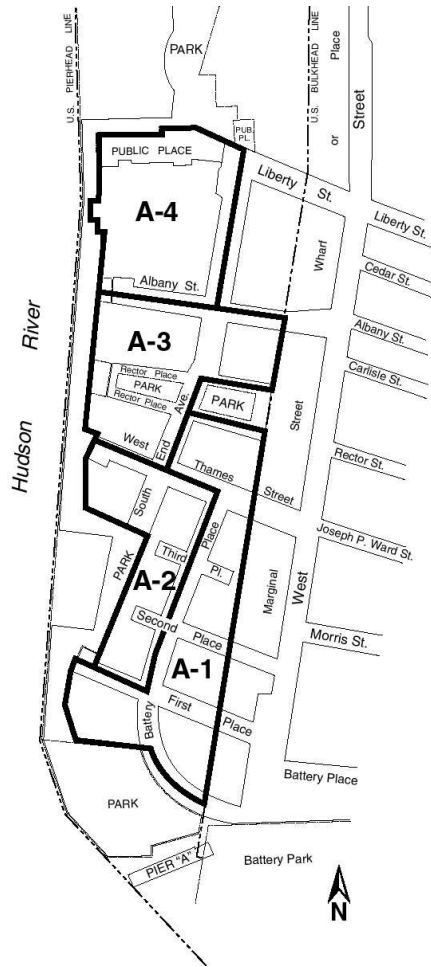 U.S. PIERHEAD LINE
PARK
U.S. BULKHEAD LINE
Place
or
Street
PUB.
PL.
PUBLIC PLACE
Liberty St.
A-4
Liberty St.
Wharf
Cedar St.
Albany St.
Albany St.
A-3
Carlisle St.
Hudson River
Rector Place
PARK
Ave.
PARK
Rector Place
Street
West
End
Rector St.
Thames
Street
South
Place
Joseph P. Ward St.
Third
Pl.
PARK
A-2
Marginal
West
Second
Place
Morris St.
A-1
Battery
First
Place
Battery Place
PARK
PIER "A"
Battery Park
N